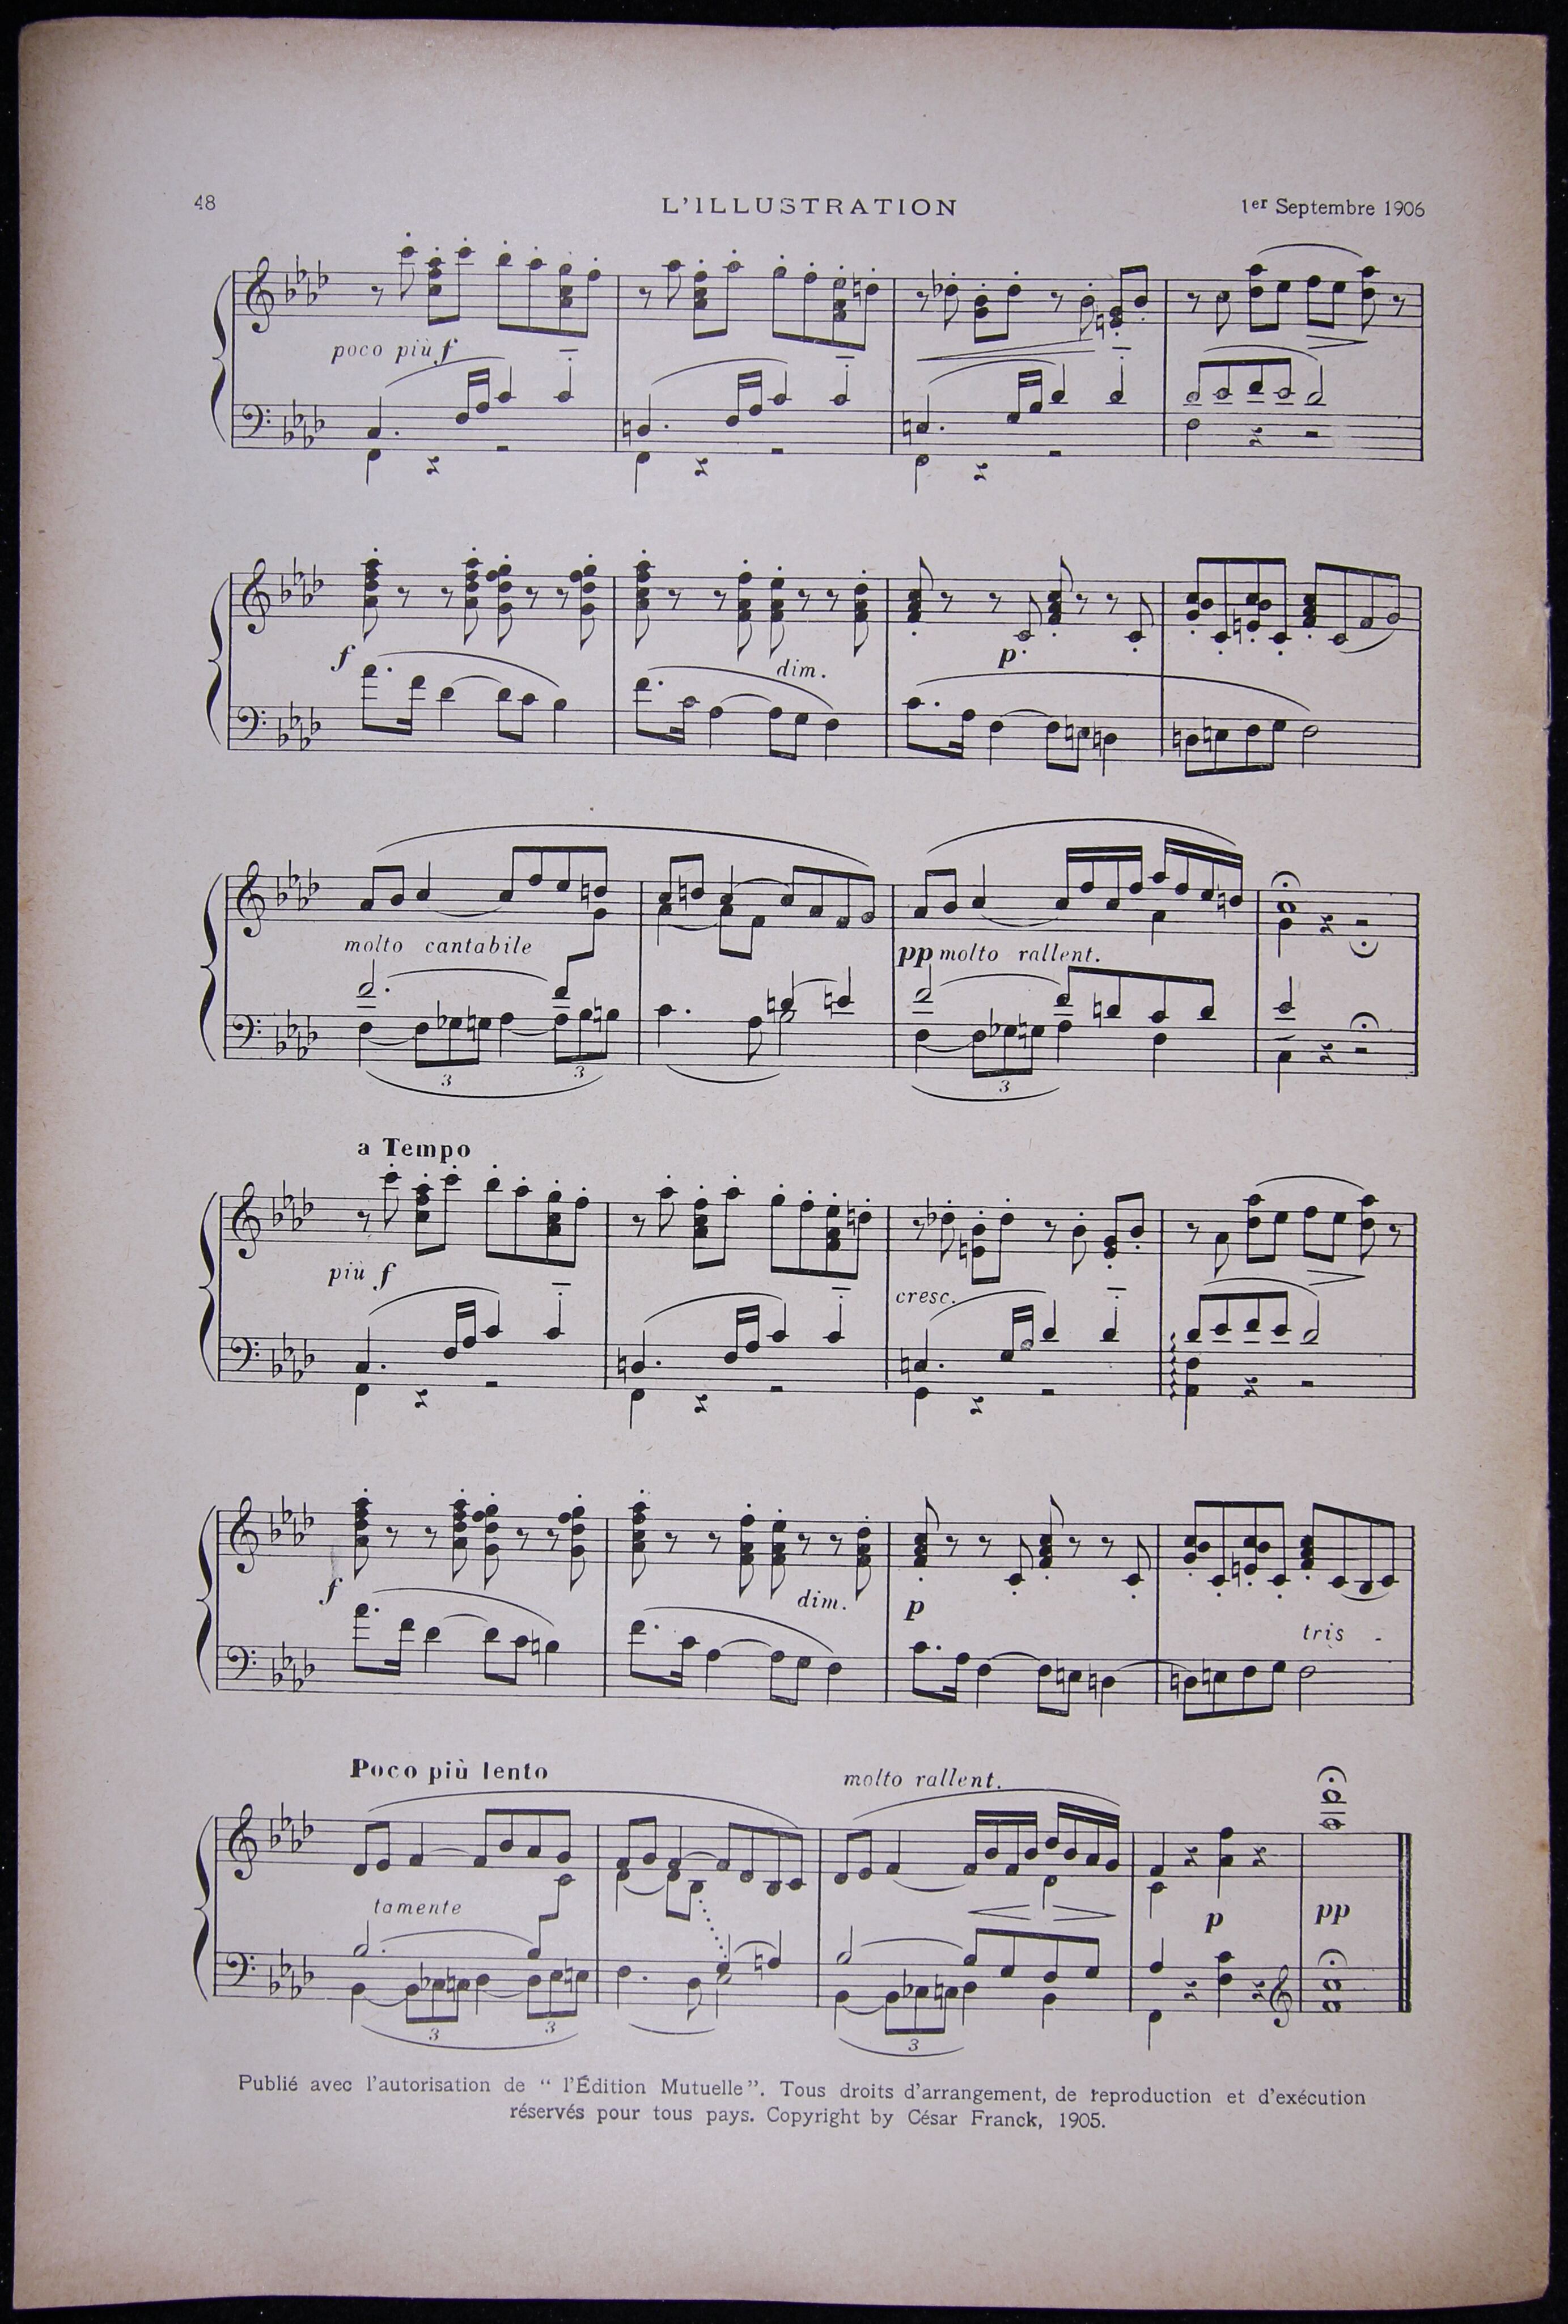 48 L'ILLUSTRATION 1er Septembre 1906
poco più f
f dim. p
molto cantabile pp molto rallent.
3 3 3
a Tempo
più f cresc.
f dim. p
tris -
Poco più lento molto rallent.
tamente p pp
3 3 3
Publié avec l'autorisation de “ l'Édition Mutuelle”. Tous droits d'arrangement, de reproduction et d'exécution
réservés pour tous pays. Copyright by César Franck, 1905.